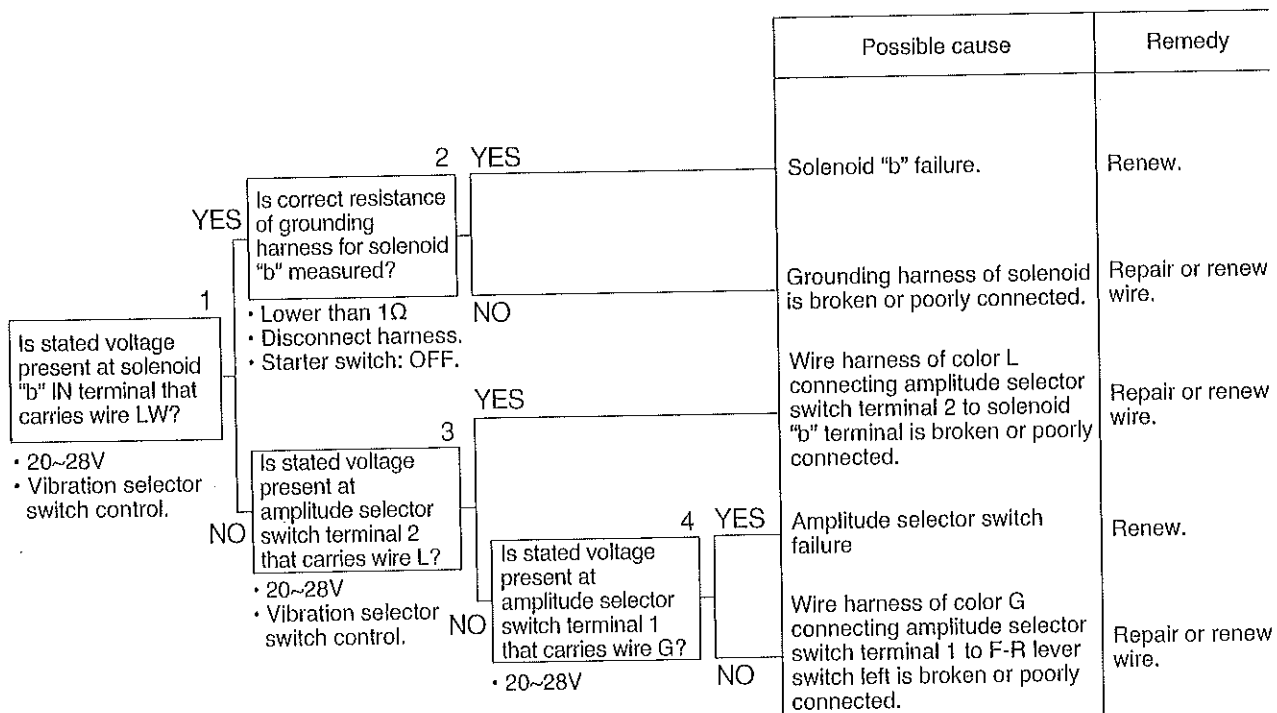 Possible cause
Remedy
1
Is stated voltage
present at solenoid
"b" IN terminal that
carries wire LW?
• 20~28V
• Vibration selector
switch control.
YES
2
Is correct resistance
of grounding
harness for solenoid
"b" measured?
• Lower than 1Ω
• Disconnect harness.
• Starter switch: OFF.
YES
Solenoid "b" failure.
Renew.
NO
Grounding harness of solenoid
is broken or poorly connected.
Repair or renew
wire.
NO
3
Is stated voltage
present at
amplitude selector
switch terminal 2
that carries wire L?
• 20~28V
• Vibration selector
switch control.
YES
Wire harness of color L
connecting amplitude selector
switch terminal 2 to solenoid
"b" terminal is broken or poorly
connected.
Repair or renew
wire.
NO
4
Is stated voltage
present at
amplitude selector
switch terminal 1
that carries wire G?
• 20~28V
YES
Amplitude selector switch
failure
Renew.
NO
Wire harness of color G
connecting amplitude selector
switch terminal 1 to F-R lever
switch left is broken or poorly
connected.
Repair or renew
wire.